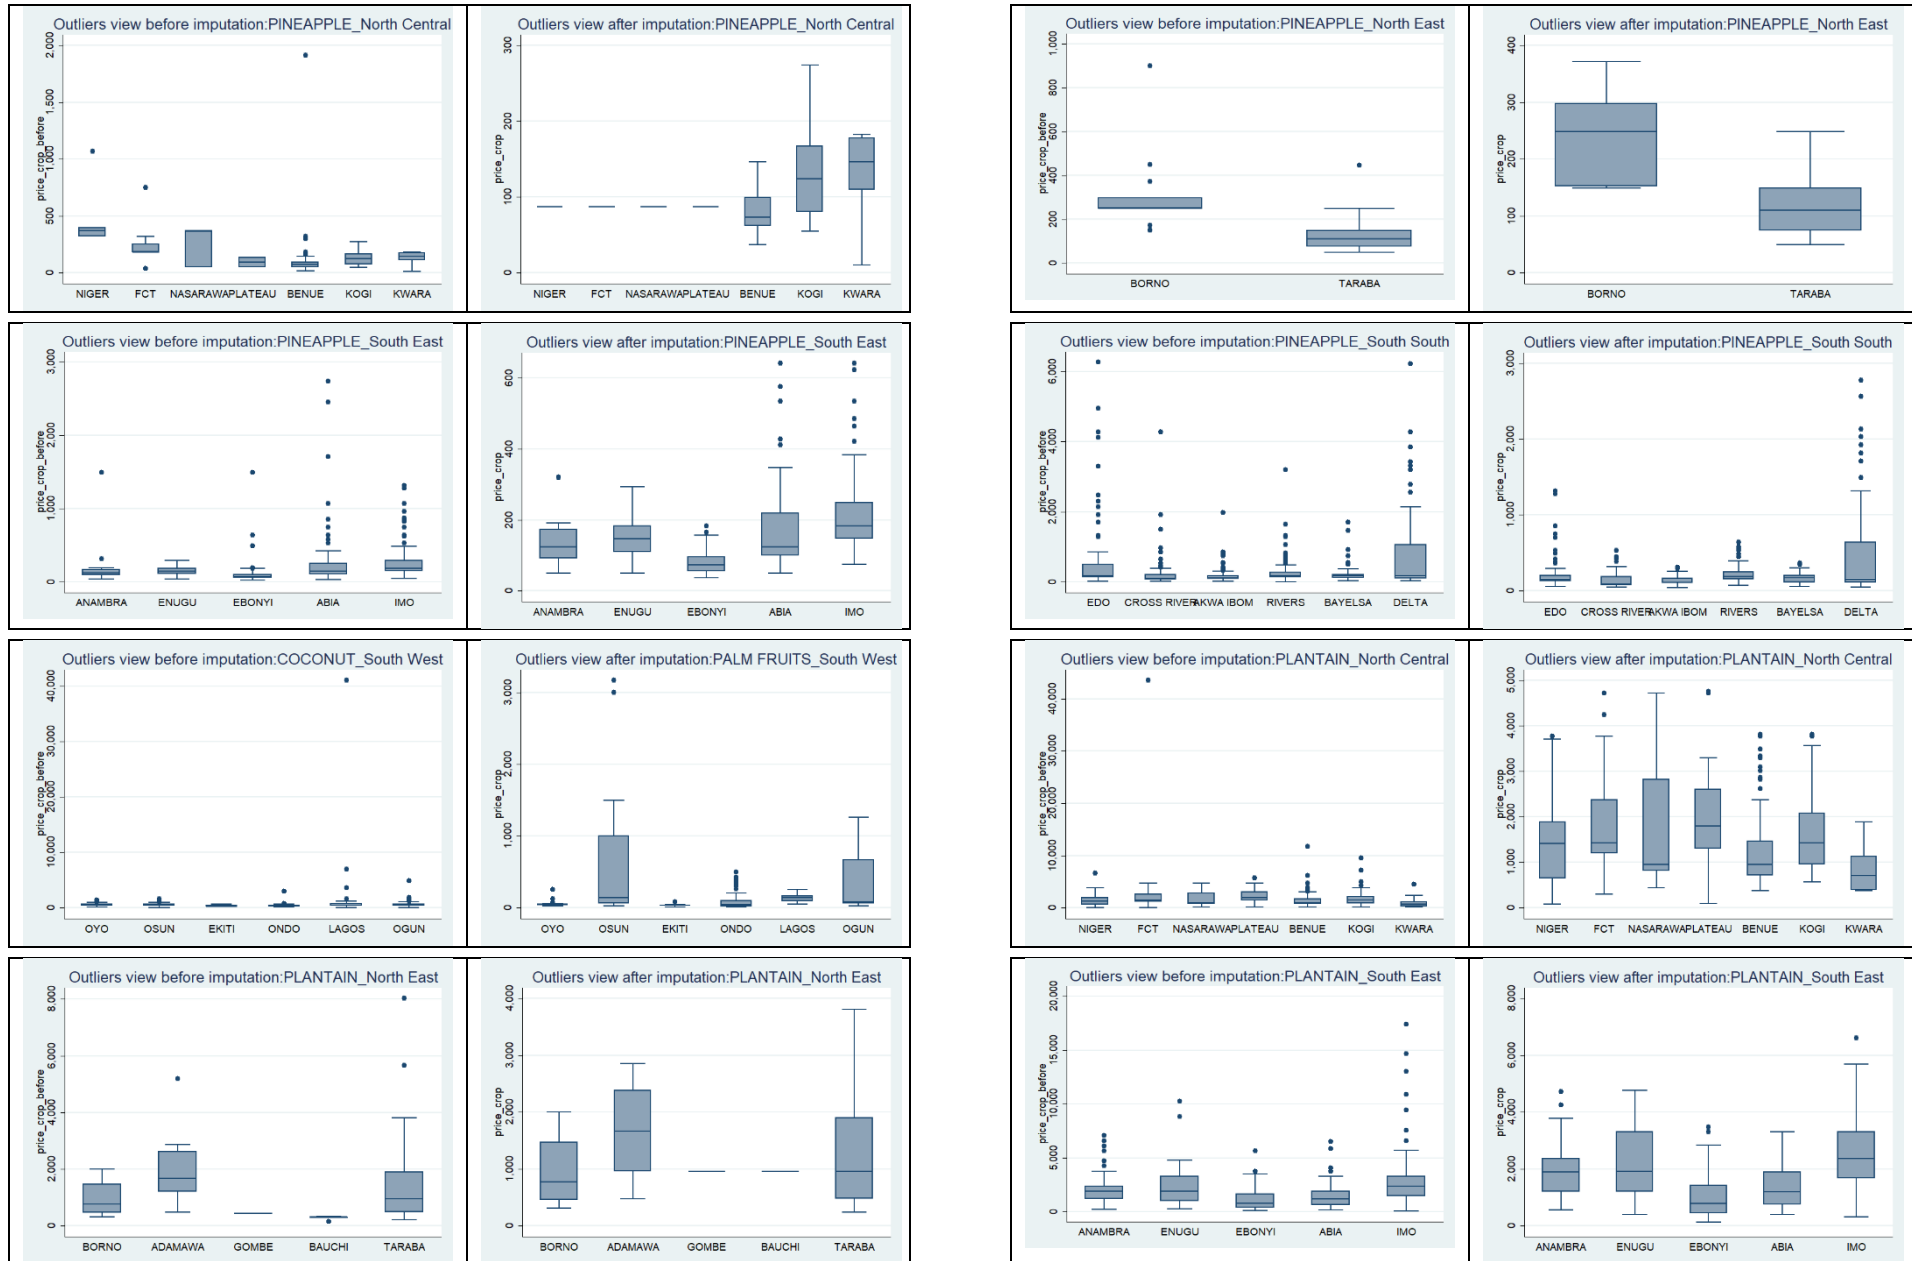 Outliers view before imputation:PINEAPPLE_North Central
price_crop_before
0 500 1,000 1,500 2,000
NIGER FCT NASARAWA PLATEAU BENUE KOGI KWARA
Outliers view after imputation:PINEAPPLE_North Central
price_crop
0 100 200 300
NIGER FCT NASARAWA PLATEAU BENUE KOGI KWARA
Outliers view before imputation:PINEAPPLE_North East
price_crop_before
0 200 400 600 800 1,000
BORNO TARABA
Outliers view after imputation:PINEAPPLE_North East
price_crop
0 100 200 300 400
BORNO TARABA
Outliers view before imputation:PINEAPPLE_South East
price_crop_before
0 1,000 2,000 3,000
ANAMBRA ENUGU EBONYI ABIA IMO
Outliers view after imputation:PINEAPPLE_South East
price_crop
0 200 400 600
ANAMBRA ENUGU EBONYI ABIA IMO
Outliers view before imputation:PINEAPPLE_South South
price_crop_before
0 2,000 4,000 6,000
EDO CROSS RIVER AKWA IBOM RIVERS BAYELSA DELTA
Outliers view after imputation:PINEAPPLE_South South
price_crop
0 1,000 2,000 3,000
EDO CROSS RIVER AKWA IBOM RIVERS BAYELSA DELTA
Outliers view before imputation:COCONUT_South West
price_crop_before
0 10,000 20,000 30,000 40,000
OYO OSUN EKITI ONDO LAGOS OGUN
Outliers view after imputation:PALM FRUITS_South West
price_crop
0 1,000 2,000 3,000
OYO OSUN EKITI ONDO LAGOS OGUN
Outliers view before imputation:PLANTAIN_North Central
price_crop_before
0 10,000 20,000 30,000 40,000
NIGER FCT NASARAWA PLATEAU BENUE KOGI KWARA
Outliers view after imputation:PLANTAIN_North Central
price_crop
0 1,000 2,000 3,000 4,000 5,000
NIGER FCT NASARAWA PLATEAU BENUE KOGI KWARA
Outliers view before imputation:PLANTAIN_North East
price_crop_before
0 2,000 4,000 6,000 8,000
BORNO ADAMAWA GOMBE BAUCHI TARABA
Outliers view after imputation:PLANTAIN_North East
price_crop
0 1,000 2,000 3,000 4,000
BORNO ADAMAWA GOMBE BAUCHI TARABA
Outliers view before imputation:PLANTAIN_South East
price_crop_before
0 5,000 10,000 15,000 20,000
ANAMBRA ENUGU EBONYI ABIA IMO
Outliers view after imputation:PLANTAIN_South East
price_crop
0 2,000 4,000 6,000 8,000
ANAMBRA ENUGU EBONYI ABIA IMO